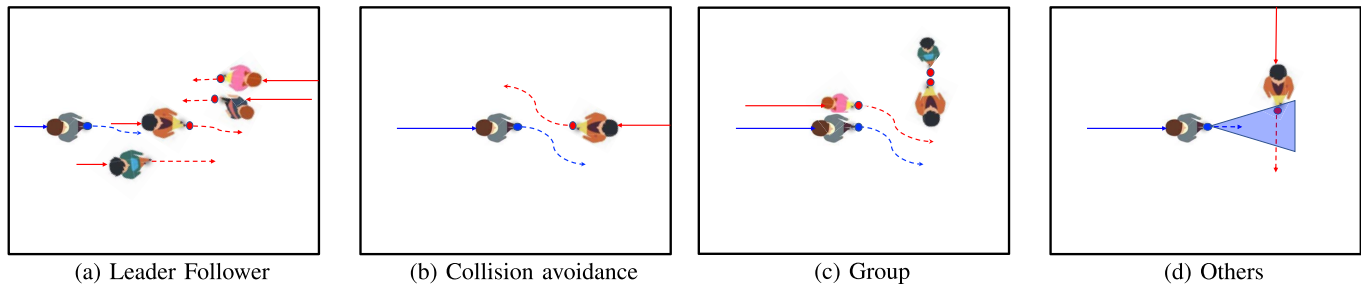 (a) Leader Follower
(b) Collision avoidance
(c) Group
(d) Others